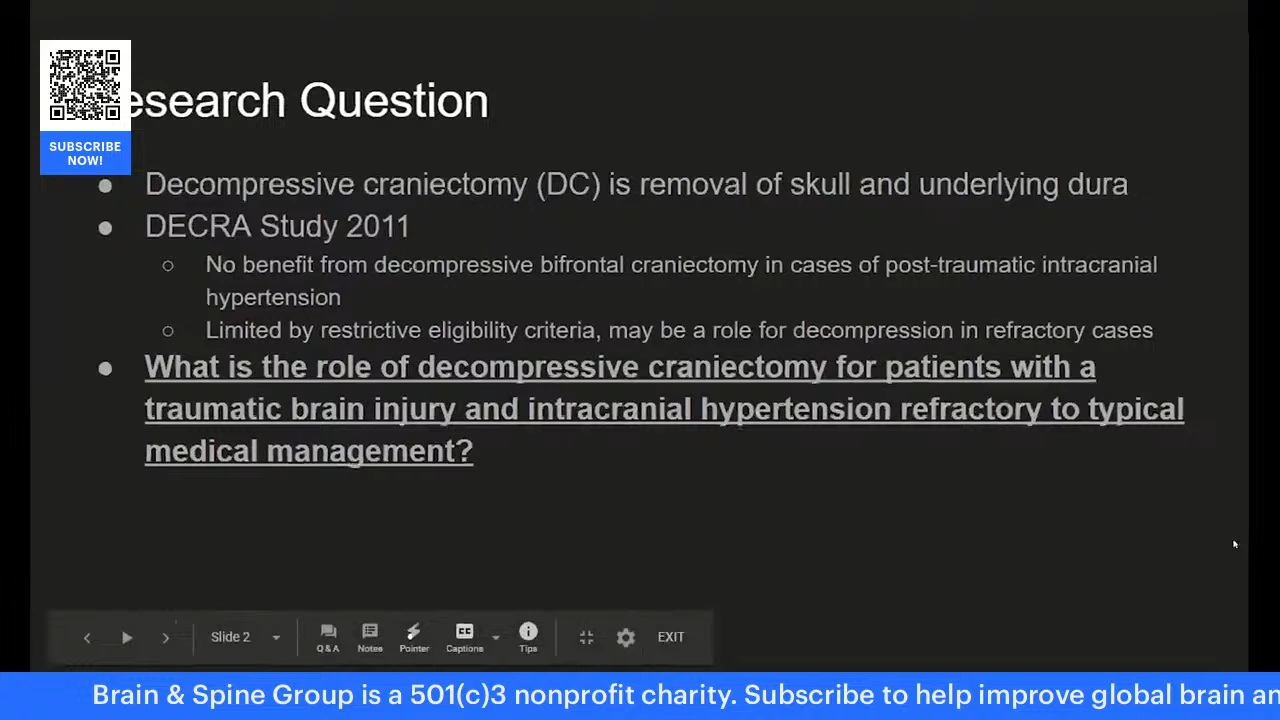 SUBSCRIBE
NOW!
esearch Question
Decompressive craniectomy (DC) is removal of skull and underlying dura
DECRA Study 2011
No benefit from decompressive bifrontal craniectomy in cases of post-traumatic intracranial
hypertension
Limited by restrictive eligibility criteria, may be a role for decompression in refractory cases
What is the role of decompressive craniectomy for patients with a
traumatic brain injury and intracranial hypertension refractory to typical
medical management?
Slide 2
Q & A
Notes
Pointer
CC
Captions
Tips
EXIT
Brain & Spine Group is a 501(c)3 nonprofit charity. Subscribe to help improve global brain an